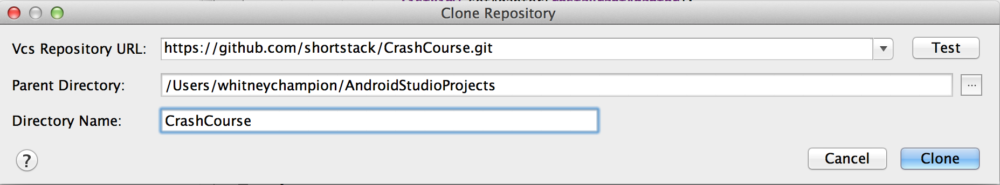 Clone Repository
Vcs Repository URL: https://github.com/shortstack/CrashCourse.git Test
Parent Directory: /Users/whitneychampion/AndroidStudioProjects ...
Directory Name: CrashCourse
? Cancel Clone